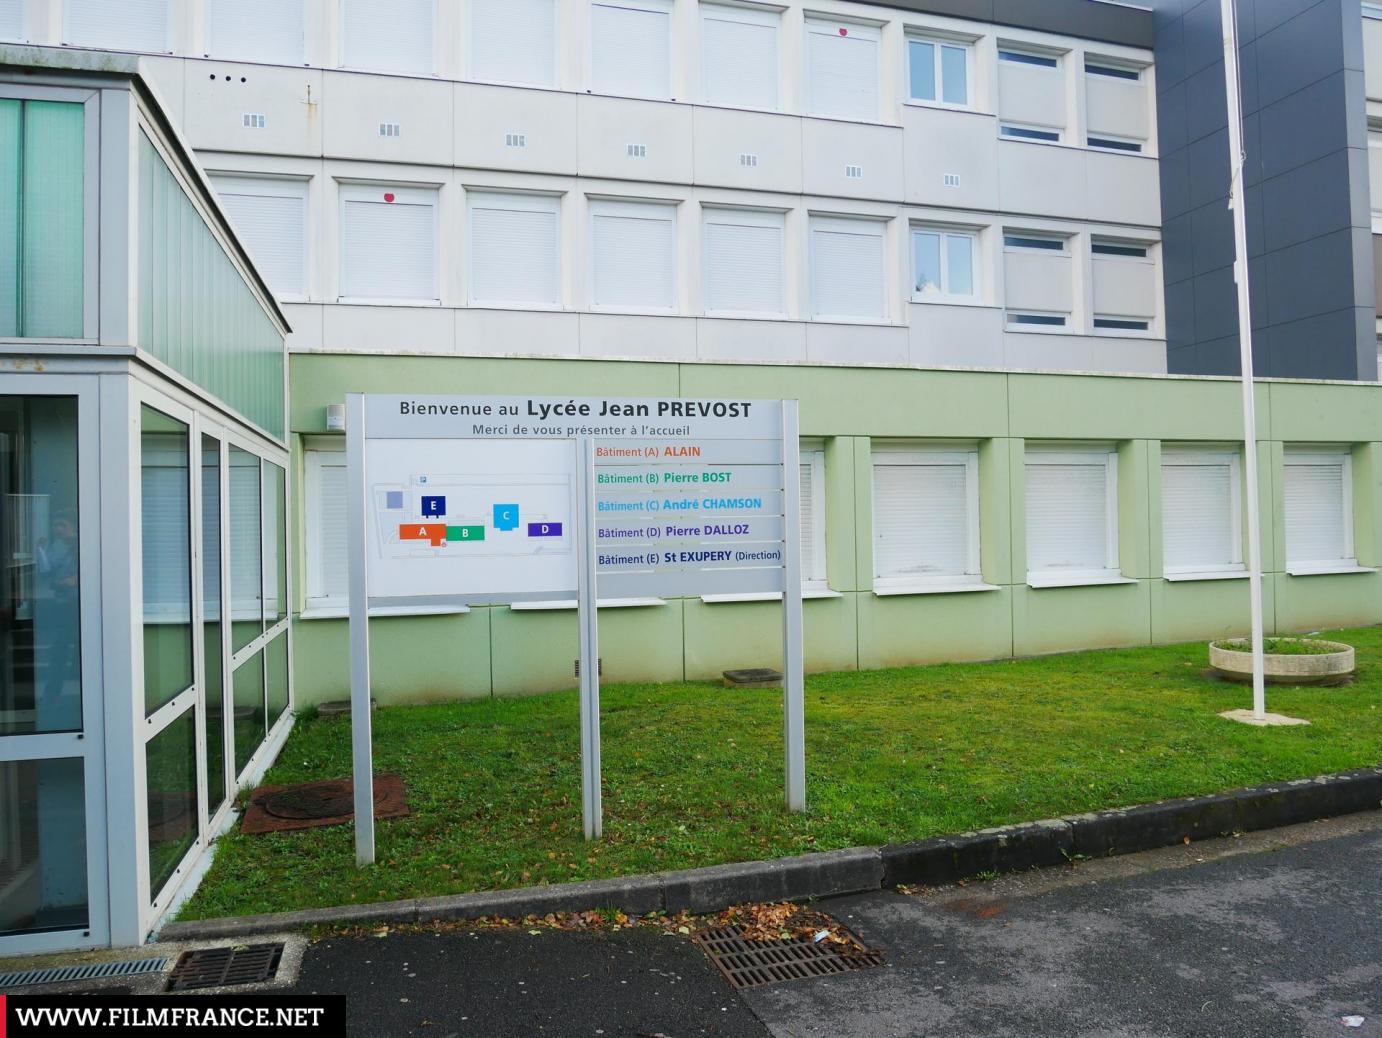 Bienvenue au Lycée Jean PREVOST
Merci de vous présenter à l'accueil
P
E
A
B
C
D
Bâtiment (A) ALAIN
Bâtiment (B) Pierre BOST
Bâtiment (C) André CHAMSON
Bâtiment (D) Pierre DALLOZ
Bâtiment (E) St EXUPERY (Direction)
WWW.FILMFRANCE.NET